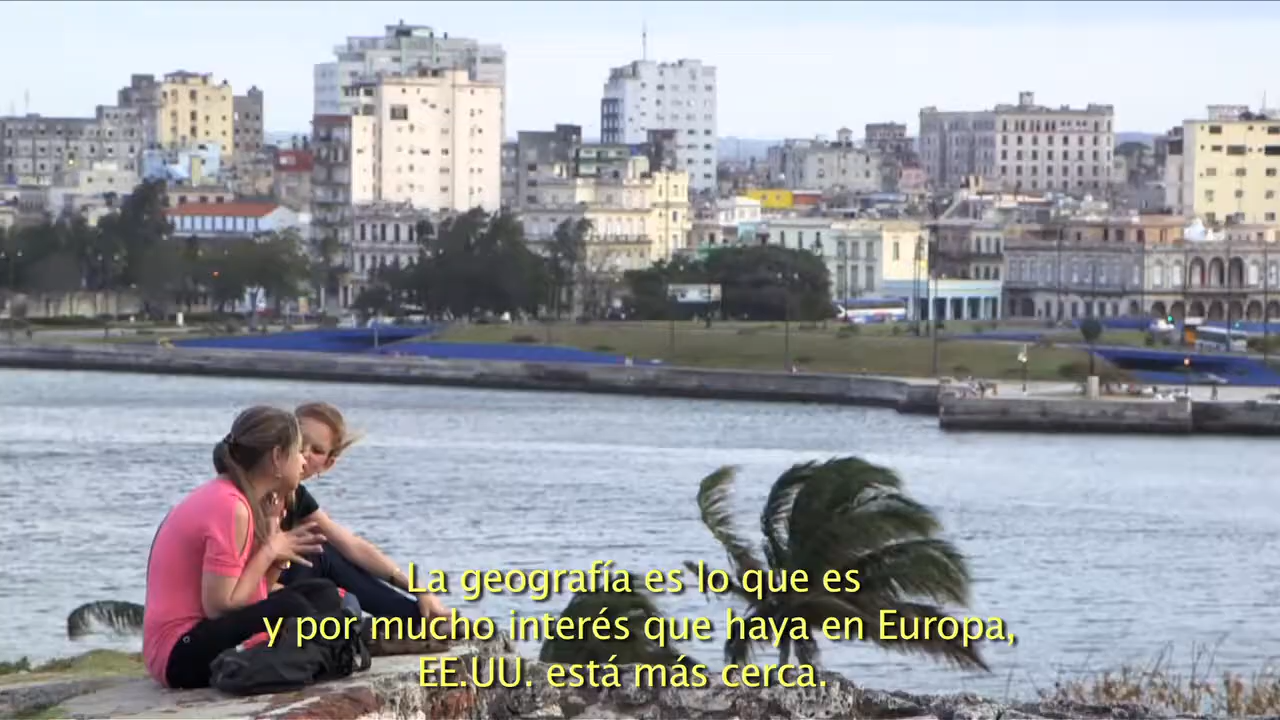 La geografía es lo que es
y por mucho interés que haya en Europa,
EE.UU. está más cerca.